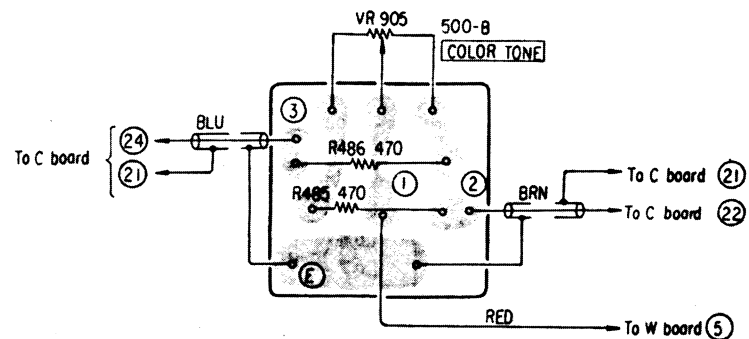 VR 905
500-B
COLOR TONE
③
BLU
㉔
To C board
㉑
R486 470
①
②
R485 470
BRN
To C board ㉑
To C board ㉒
Ⓔ
RED
To W board ⑤